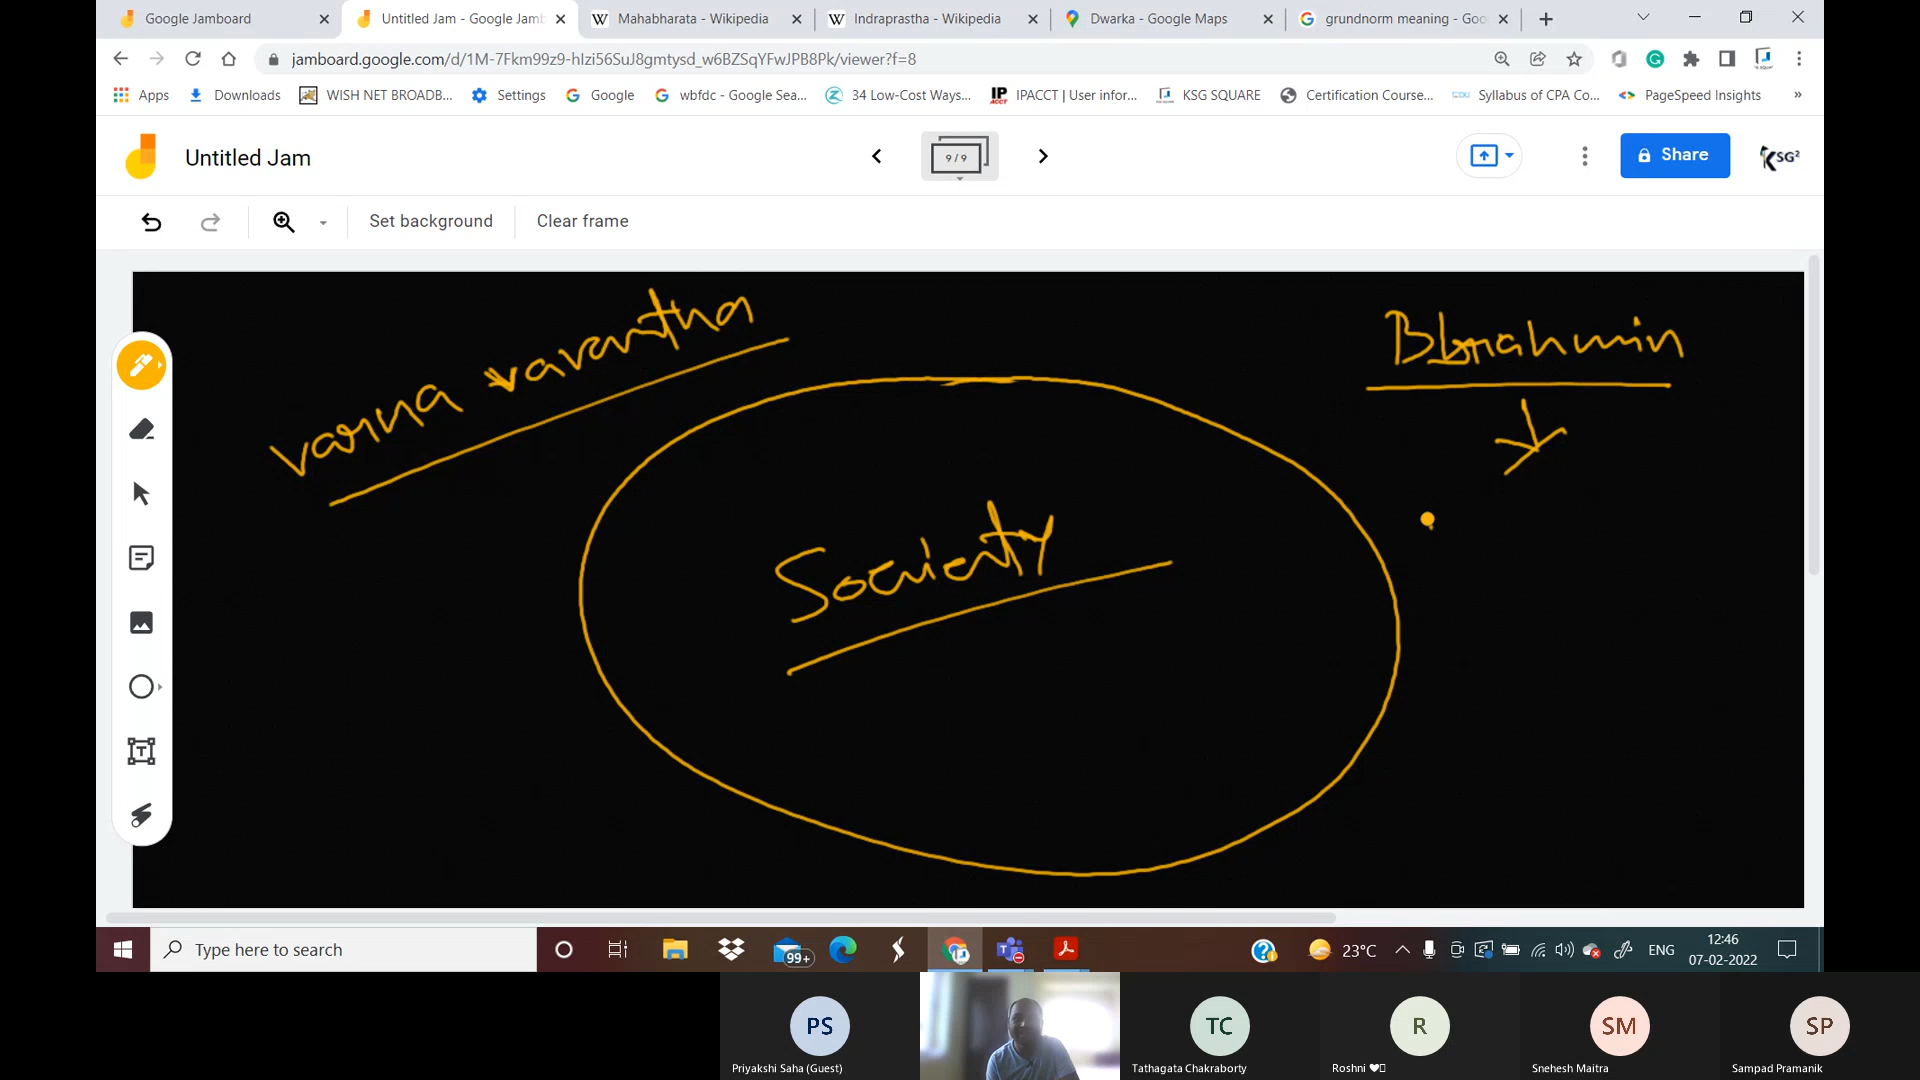 Google Jamboard
Untitled Jam - Google Jamb
Mahabharata - Wikipedia
Indraprastha - Wikipedia
Dwarka - Google Maps
grundnorm meaning - Goo
jamboard.google.com/d/1M-7Fkm99z9-hIzi56SuJ8gmtysd_w6BZSqYFwJPB8Pk/viewer?f=8
Apps
Downloads
WISH NET BROADB...
Settings
Google
wbfdc - Google Sea...
34 Low-Cost Ways...
IPACCT | User infor...
KSG SQUARE
Certification Course...
Syllabus of CPA Co...
PageSpeed Insights
Untitled Jam
9 / 9
Share
KSG²
Set background
Clear frame
varna
Society
Type here to search
99+
23°C
ENG
12:46
07-02-2022
PS
TC
R
SM
SP
Priyakshi Saha (Guest)
Tathagata Chakraborty
Roshni
Snehesh Maitra
Sampad Pramanik